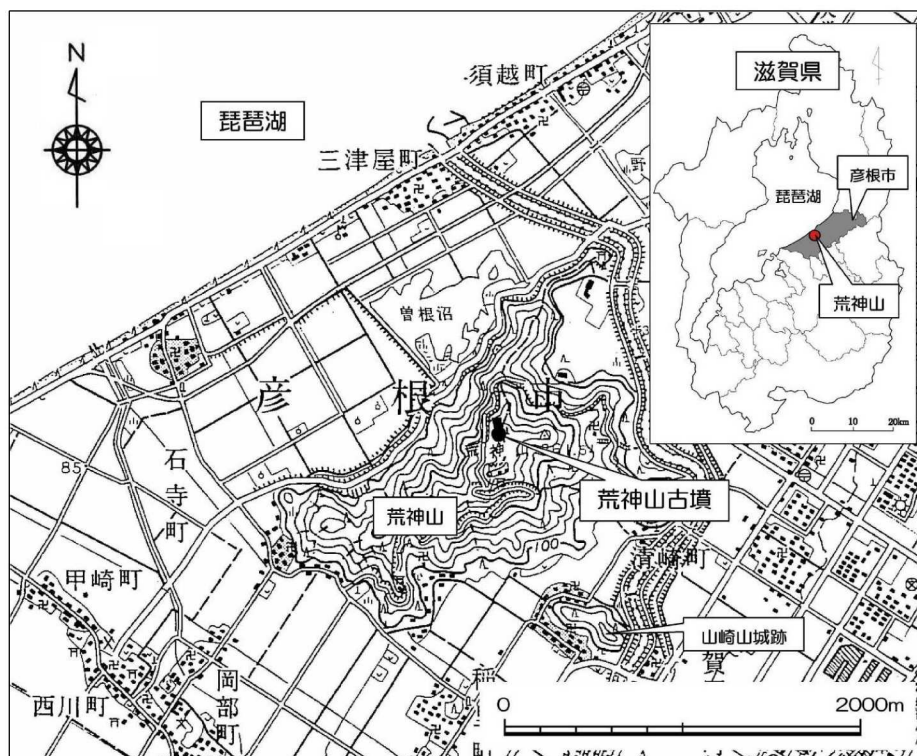 N
琵琶湖
須越町
三津屋町
野
曽根沼
彦根市
石寺町
85
荒神山
荒神山古墳
清崎町
甲崎町
山崎山城跡
賀
西川町
岡部町
稲
100
0 2000m
滋賀県
琵琶湖
彦根市
荒神山
0 10 20km